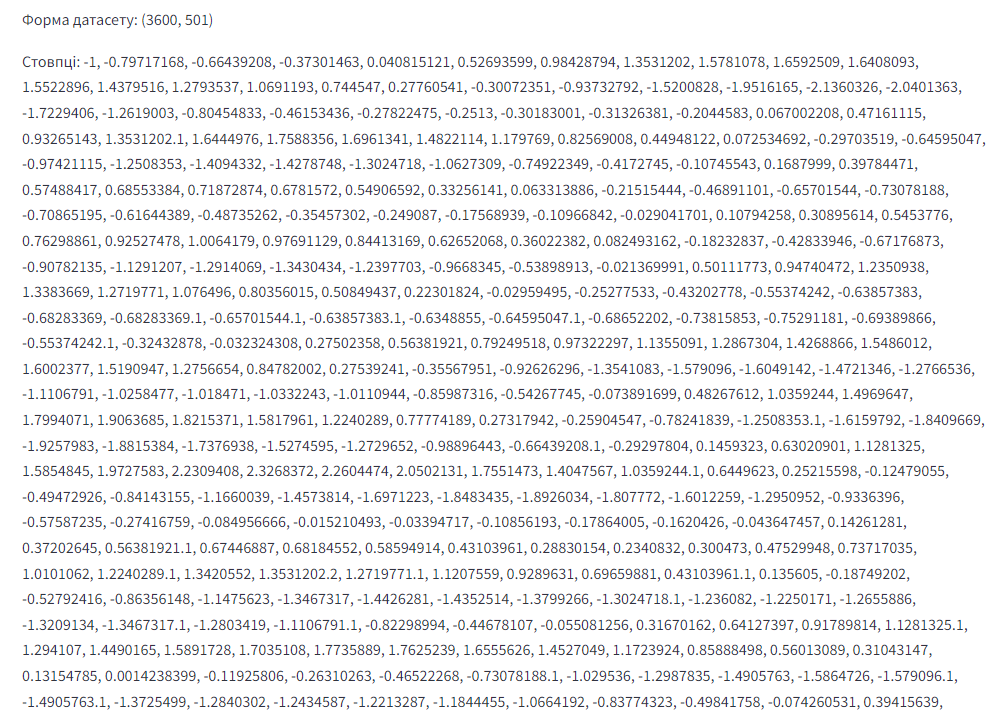 Форма датасету: (3600, 501)
Стовпці: -1, -0.79717168, -0.66439208, -0.37301463, 0.040815121, 0.52693599, 0.98428794, 1.3531202, 1.5781078, 1.6592509, 1.6408093,
1.5522896, 1.4379516, 1.2793537, 1.0691193, 0.744547, 0.27760541, -0.30072351, -0.93732792, -1.5200828, -1.9516165, -2.1360326, -2.0401363,
-1.7229406, -1.2619003, -0.80454833, -0.46153436, -0.27822475, -0.2513, -0.30183001, -0.31326381, -0.2044583, 0.067002208, 0.47161115,
0.93265143, 1.3531202.1, 1.6444976, 1.7588356, 1.6961341, 1.4822114, 1.179769, 0.82569008, 0.44948122, 0.072534692, -0.29703519, -0.64595047,
-0.97421115, -1.2508353, -1.4094332, -1.4278748, -1.3024718, -1.0627309, -0.74922349, -0.4172745, -0.10745543, 0.1687999, 0.39784471,
0.57488417, 0.68553384, 0.71872874, 0.6781572, 0.54906592, 0.33256141, 0.063313886, -0.21515444, -0.46891101, -0.65701544, -0.73078188,
-0.70865195, -0.61644389, -0.48735262, -0.35457302, -0.249087, -0.17568939, -0.10966842, -0.029041701, 0.10794258, 0.30895614, 0.5453776,
0.76298861, 0.92527478, 1.0064179, 0.97691129, 0.84413169, 0.62652068, 0.36022382, 0.082493162, -0.18232837, -0.42833946, -0.67176873,
-0.90782135, -1.1291207, -1.2914069, -1.3430434, -1.2397703, -0.9668345, -0.53898913, -0.021369991, 0.50111773, 0.94740472, 1.2350938,
1.3383669, 1.2719771, 1.076496, 0.80356015, 0.50849437, 0.22301824, -0.02959495, -0.25277533, -0.43202778, -0.55374242, -0.63857383,
-0.68283369, -0.68283369.1, -0.65701544.1, -0.63857383.1, -0.6348855, -0.64595047.1, -0.68652202, -0.73815853, -0.75291181, -0.69389866,
-0.55374242.1, -0.32432878, -0.032324308, 0.27502358, 0.56381921, 0.79249518, 0.97322297, 1.1355091, 1.2867304, 1.4268866, 1.5486012,
1.6002377, 1.5190947, 1.2756654, 0.84782002, 0.27539241, -0.35567951, -0.92626296, -1.3541083, -1.579096, -1.6049142, -1.4721346, -1.2766536,
-1.1106791, -1.0258477, -1.018471, -1.0332243, -1.0110944, -0.85987316, -0.54267745, -0.073891699, 0.48267612, 1.0359244, 1.4969647,
1.7994071, 1.9063685, 1.8215371, 1.5817961, 1.2240289, 0.77774189, 0.27317942, -0.25904547, -0.78241839, -1.2508353.1, -1.6159792, -1.8409669,
-1.9257983, -1.8815384, -1.7376938, -1.5274595, -1.2729652, -0.98896443, -0.66439208.1, -0.29297804, 0.1459323, 0.63020901, 1.1281325,
1.5854845, 1.9727583, 2.2309408, 2.3268372, 2.2604474, 2.0502131, 1.7551473, 1.4047567, 1.0359244.1, 0.6449623, 0.25215598, -0.12479055,
-0.49472926, -0.84143155, -1.1660039, -1.4573814, -1.6971223, -1.8483435, -1.8926034, -1.807772, -1.6012259, -1.2950952, -0.9336396,
-0.57587235, -0.27416759, -0.084956666, -0.015210493, -0.03394717, -0.10856193, -0.17864005, -0.1620426, -0.043647457, 0.14261281,
0.37202645, 0.56381921.1, 0.67446887, 0.68184552, 0.58594914, 0.43103961, 0.28830154, 0.2340832, 0.300473, 0.47529948, 0.73717035,
1.0101062, 1.2240289.1, 1.3420552, 1.3531202.2, 1.2719771.1, 1.1207559, 0.9289631, 0.69659881, 0.43103961.1, 0.135605, -0.18749202,
-0.52792416, -0.86356148, -1.1475623, -1.3467317, -1.4426281, -1.4352514, -1.3799266, -1.3024718.1, -1.236082, -1.2250171, -1.2655886,
-1.3209134, -1.3467317.1, -1.2803419, -1.1106791.1, -0.82298994, -0.44678107, -0.055081256, 0.31670162, 0.64127397, 0.91789814, 1.1281325.1,
1.294107, 1.4490165, 1.5891728, 1.7035108, 1.7735889, 1.7625239, 1.6555626, 1.4527049, 1.1723924, 0.85888498, 0.56013089, 0.31043147,
0.13154785, 0.0014238399, -0.11925806, -0.26310263, -0.46522268, -0.73078188.1, -1.029536, -1.2987835, -1.4905763, -1.5864726, -1.579096.1,
-1.4905763.1, -1.3725499, -1.2840302, -1.2434587, -1.2213287, -1.1844455, -1.0664192, -0.83774323, -0.49841758, -0.074260531, 0.39415639,